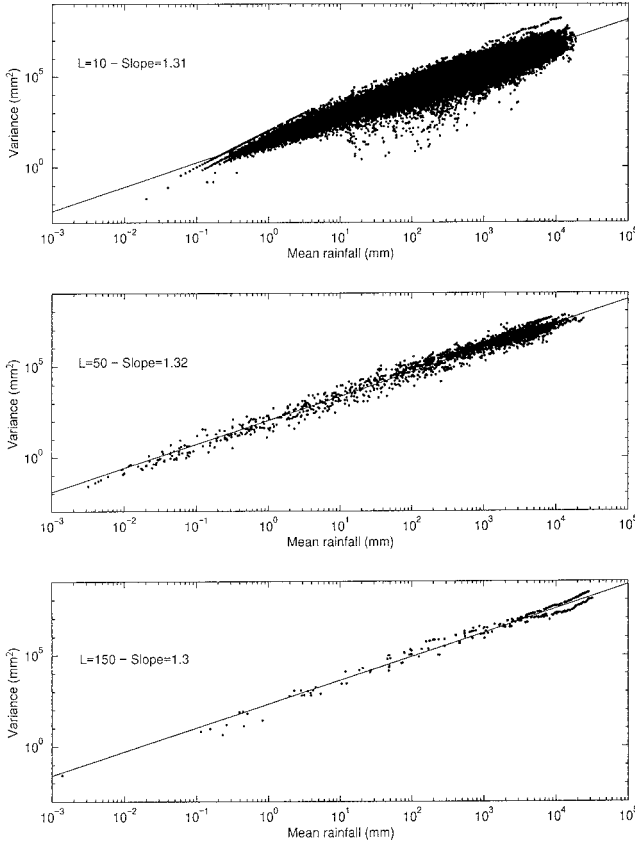 L=10 – Slope=1.31
Variance (mm²)
10⁵
10⁰
10⁻³ 10⁻² 10⁻¹ 10⁰ 10¹ 10² 10³ 10⁴ 10⁵
Mean rainfall (mm)
L=50 – Slope=1.32
Variance (mm²)
10⁵
10⁰
10⁻³ 10⁻² 10⁻¹ 10⁰ 10¹ 10² 10³ 10⁴ 10⁵
Mean rainfall (mm)
L=150 – Slope=1.3
Variance (mm²)
10⁵
10⁰
10⁻³ 10⁻² 10⁻¹ 10⁰ 10¹ 10² 10³ 10⁴ 10⁵
Mean rainfall (mm)